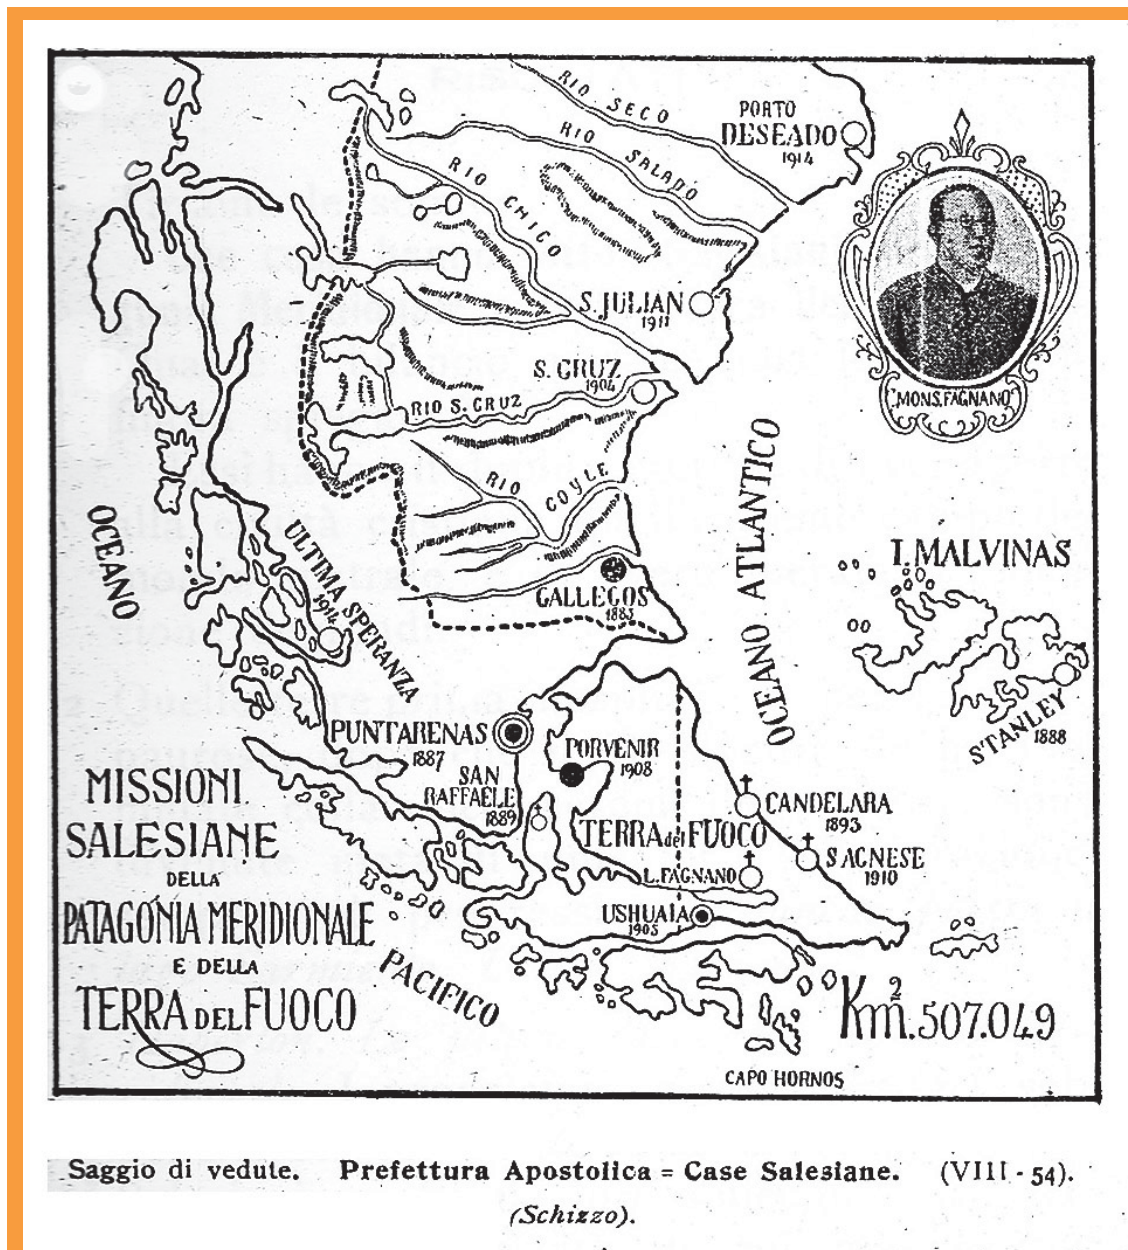 RIO SECO
PORTO
DESEADO
1914
RIO SALADO
RIO CHICO
S. JULIAN
1911
S. CRUZ
1904
RIO S. CRUZ
MONS. FAGNANO
RIO COYLE
OCEANO
ULTIMA SPERANZA
1914
GALLEGOS
OCEANO ATLANTICO
I. MALVINAS
STANLEY
1888
PUNTARENAS
1887
PORVENIR
1908
SAN
RAFFAELE
1889
CANDELARA
1893
TERRA del FUOCO
S AGNESE
1910
L. FAGNANO
USHUAIA
MISSIONI
SALESIANE
DELLA
PATAGONIA MERIDIONALE
E DELLA
TERRA DEL FUOCO
PACIFICO
Km². 507.049
CAPO HORNOS
Saggio di vedute. Prefettura Apostolica = Case Salesiane. (VIII - 54).
(Schizzo).